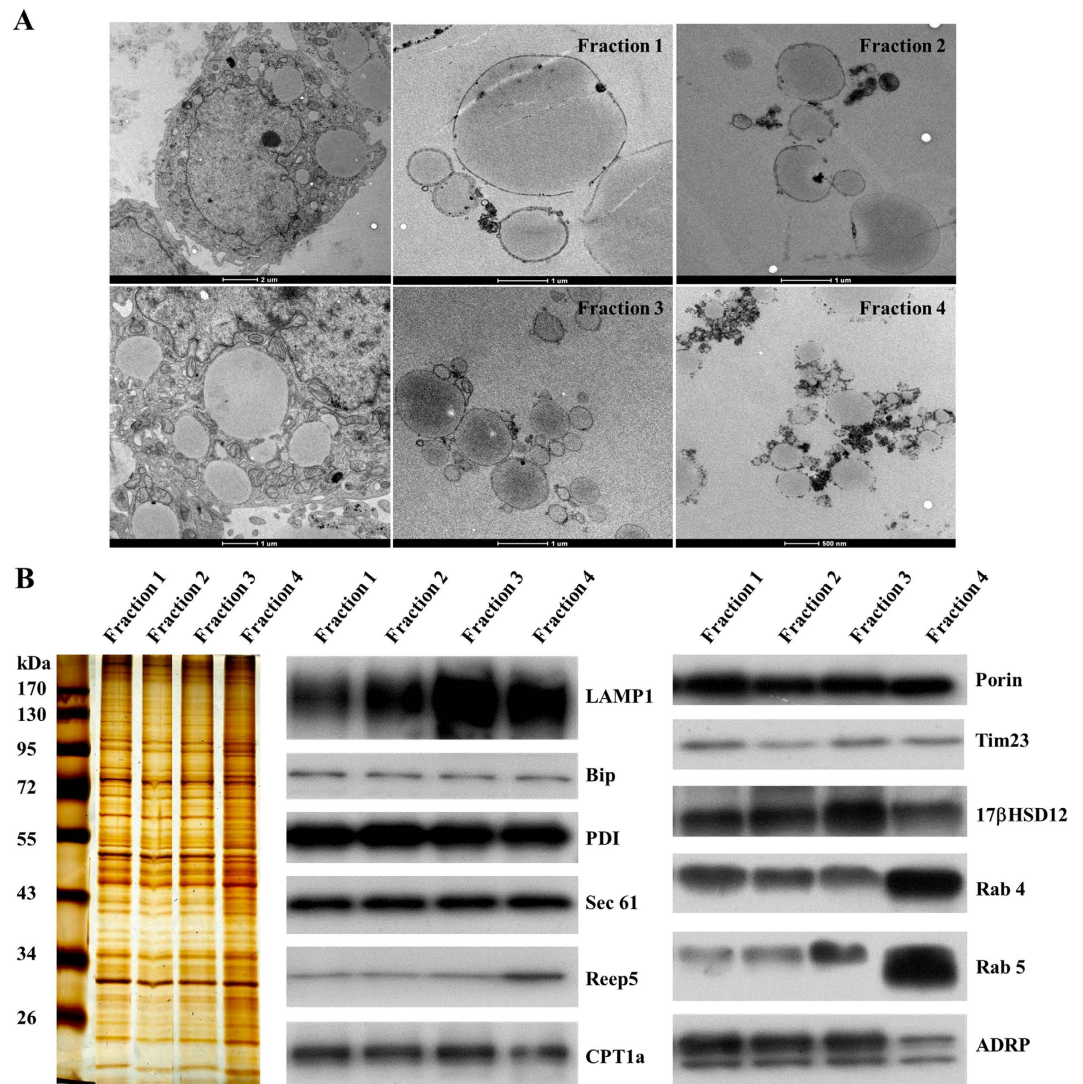 A
Fraction 1
Fraction 2
2 um
1 um
1 um
Fraction 3
Fraction 4
1 um
1 um
500 nm
B
Fraction 1
Fraction 2
Fraction 3
Fraction 4
kDa
170
130
95
72
55
43
34
26
Fraction 1
Fraction 2
Fraction 3
Fraction 4
LAMP1
Bip
PDI
Sec 61
Reep5
CPT1a
Fraction 1
Fraction 2
Fraction 3
Fraction 4
Porin
Tim23
17βHSD12
Rab 4
Rab 5
ADRP